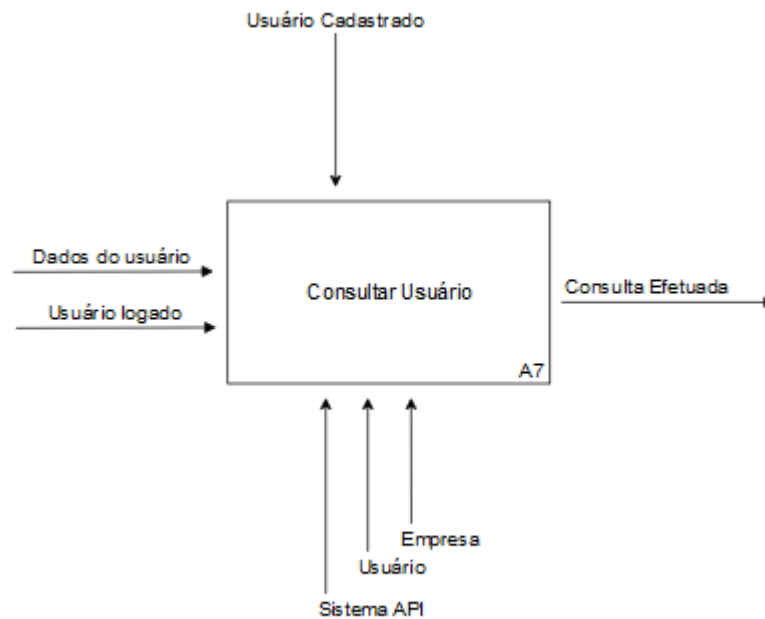 Usuário Cadastrado
Dados do usuário
Usuário logado
Consultar Usuário
Consulta Efetuada
A7
Empresa
Usuário
Sistema API